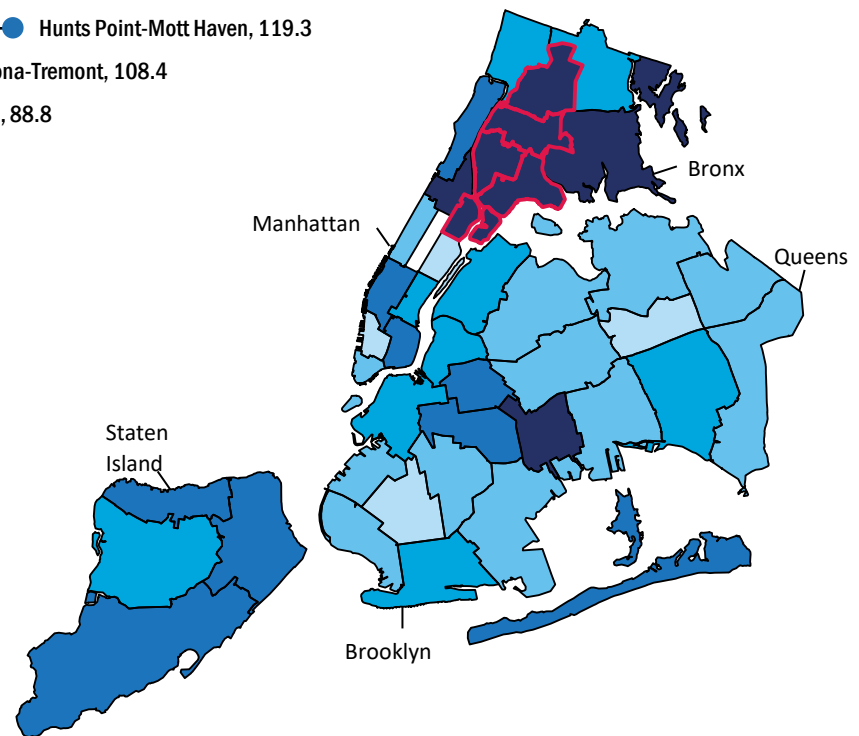 Hunts Point-Mott Haven, 119.3
ona-Tremont, 108.4
, 88.8
Bronx
Manhattan
Queens
Staten
Island
Brooklyn